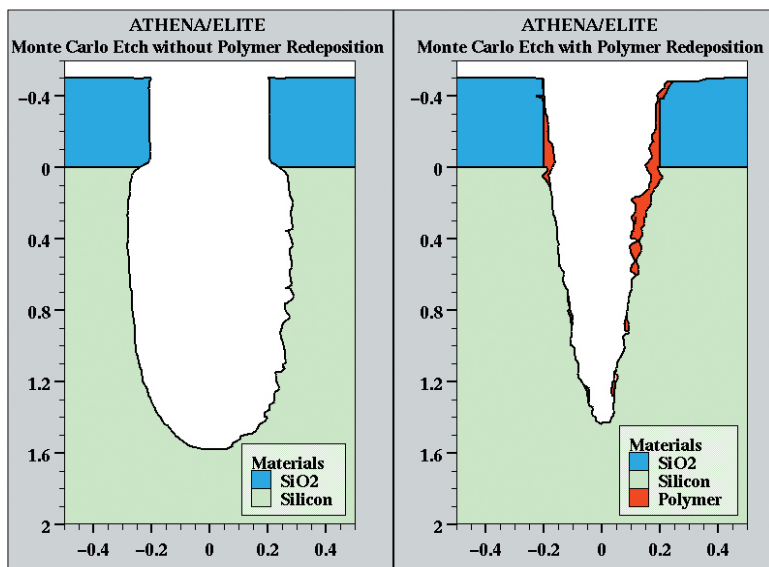 ATHENA/ELITE
Monte Carlo Etch without Polymer Redeposition
−0.4
0
0.4
0.8
1.2
1.6
2
−0.4
−0.2
0
0.2
0.4
Materials
SiO2
Silicon
ATHENA/ELITE
Monte Carlo Etch with Polymer Redeposition
−0.4
0
0.4
0.8
1.2
1.6
2
−0.4
−0.2
0
0.2
0.4
Materials
SiO2
Silicon
Polymer